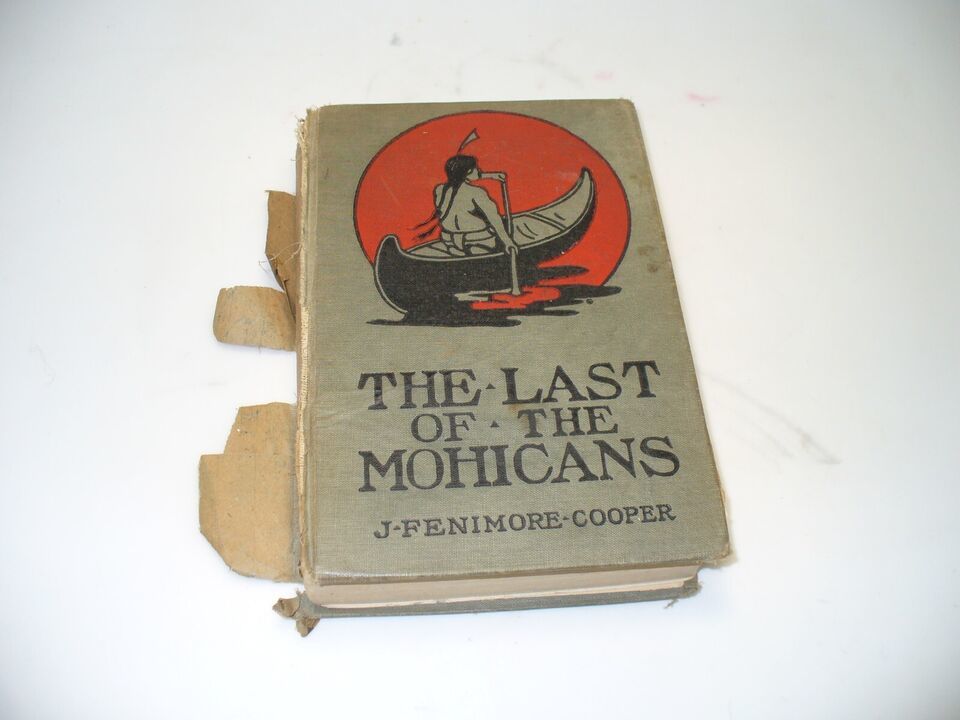 THE LAST
OF THE
MOHICANS
J-FENIMORE-COOPER